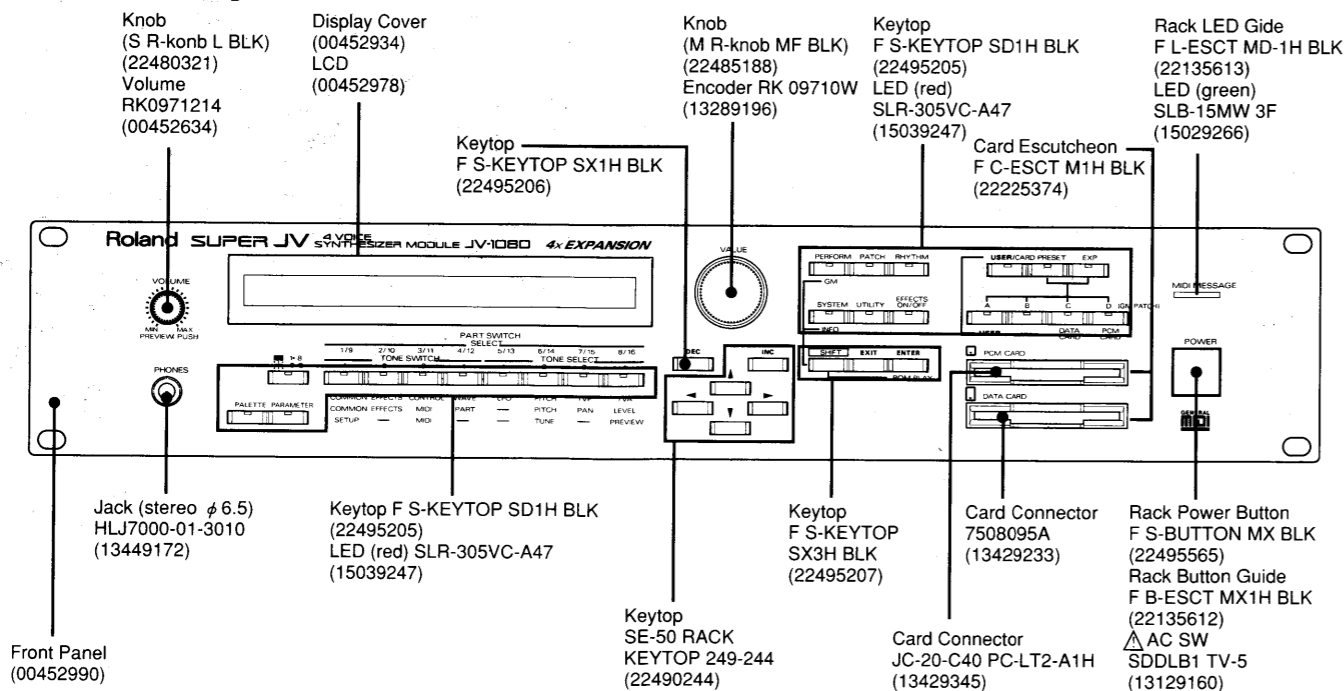 Knob
(S R-konb L BLK)
(22480321)
Volume
RK0971214
(00452634)
Display Cover
(00452934)
LCD
(00452978)
Keytop
F S-KEYTOP SX1H BLK
(22495206)
Knob
(M R-knob MF BLK)
(22485188)
Encoder RK 09710W
(13289196)
Keytop
F S-KEYTOP SD1H BLK
(22495205)
LED (red)
SLR-305VC-A47
(15039247)
Card Escutcheon
F C-ESCT M1H BLK
(22225374)
Rack LED Gide
F L-ESCT MD-1H BLK
(22135613)
LED (green)
SLB-15MW 3F
(15029266)
Roland SUPER JV 4 VOICE SYNTHESIZER MODULE JV-1080 4x EXPANSION
VOLUME
MIN MAX
PREVIEW PUSH
PHONES
VALUE
PERFORM PATCH RHYTHM
GM
SYSTEM UTILITY EFFECTS ON/OFF
INFO
USER/CARD PRESET EXP
A B C D (GM PATCH)
USER DATA CARD PCM CARD
SHIFT EXIT ENTER
ROM PLAY
DEC INC
MIDI MESSAGE
PCM CARD
DATA CARD
POWER
GENERAL MIDI
PART SWITCH
SELECT
1/9 2/10 3/11 4/12 5/13 6/14 7/15 8/16
TONE SWITCH TONE SELECT
PALETTE PARAMETER
COMMON EFFECTS CONTROL WAVE LFO PITCH TVF TVA
COMMON EFFECTS MIDI PART — PITCH PAN LEVEL
SETUP — MIDI — — TUNE — PREVIEW
Jack (stereo φ 6.5)
HLJ7000-01-3010
(13449172)
Keytop F S-KEYTOP SD1H BLK
(22495205)
LED (red) SLR-305VC-A47
(15039247)
Keytop
F S-KEYTOP
SX3H BLK
(22495207)
Card Connector
7508095A
(13429233)
Rack Power Button
F S-BUTTON MX BLK
(22495565)
Rack Button Guide
F B-ESCT MX1H BLK
(22135612)
⚠ AC SW
SDDLB1 TV-5
(13129160)
Front Panel
(00452990)
Keytop
SE-50 RACK
KEYTOP 249-244
(22490244)
Card Connector
JC-20-C40 PC-LT2-A1H
(13429345)